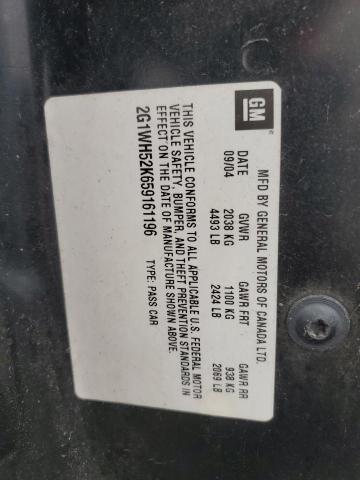 GM
MFD BY GENERAL MOTORS OF CANADA LTD.
DATE GVWR GAWR FRT GAWR RR
09/04 2038 KG 1100 KG 938 KG
4493 LB 2424 LB 2069 LB
THIS VEHICLE CONFORMS TO ALL APPLICABLE U.S. FEDERAL MOTOR
VEHICLE SAFETY, BUMPER, AND THEFT PREVENTION STANDARDS IN
EFFECT ON THE DATE OF MANUFACTURE SHOWN ABOVE.
2G1WH52K659161196 TYPE: PASS CAR